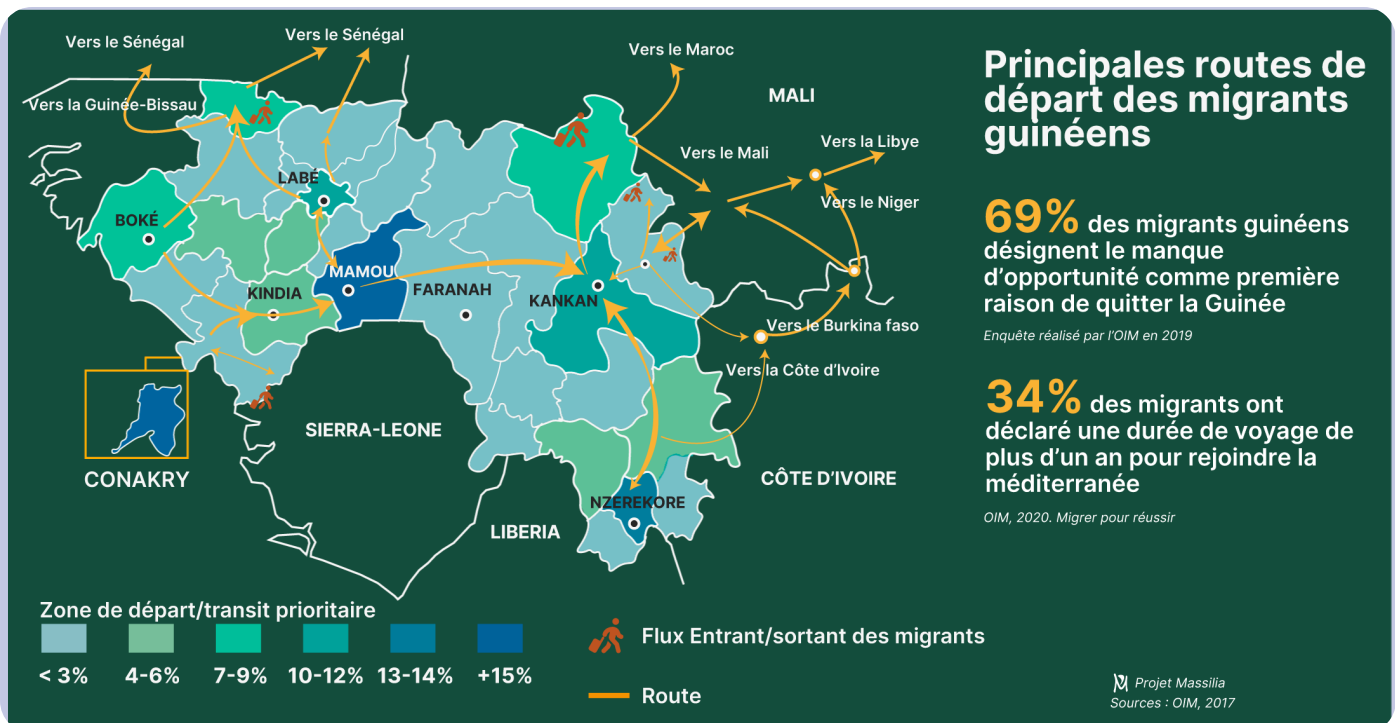 Vers le Sénégal
Vers le Sénégal
Vers le Maroc
MALI
Vers la Guinée-Bissau
Vers la Libye
Vers le Mali
LABÉ
Vers le Niger
BOKÉ
MAMOU
KINDIA
FARANAH
KANKAN
Vers le Burkina faso
Vers la Côte d'Ivoire
SIERRA-LEONE
CONAKRY
CÔTE D'IVOIRE
NZEREKORE
LIBERIA
Principales routes de
départ des migrants
guinéens
69% des migrants guinéens
désignent le manque
d'opportunité comme première
raison de quitter la Guinée
Enquête réalisé par l'OIM en 2019
34% des migrants ont
déclaré une durée de voyage de
plus d'un an pour rejoindre la
méditerranée
OIM, 2020. Migrer pour réussir
Zone de départ/transit prioritaire
< 3% 4-6% 7-9% 10-12% 13-14% +15%
Flux Entrant/sortant des migrants
Route
Projet Massilia
Sources : OIM, 2017